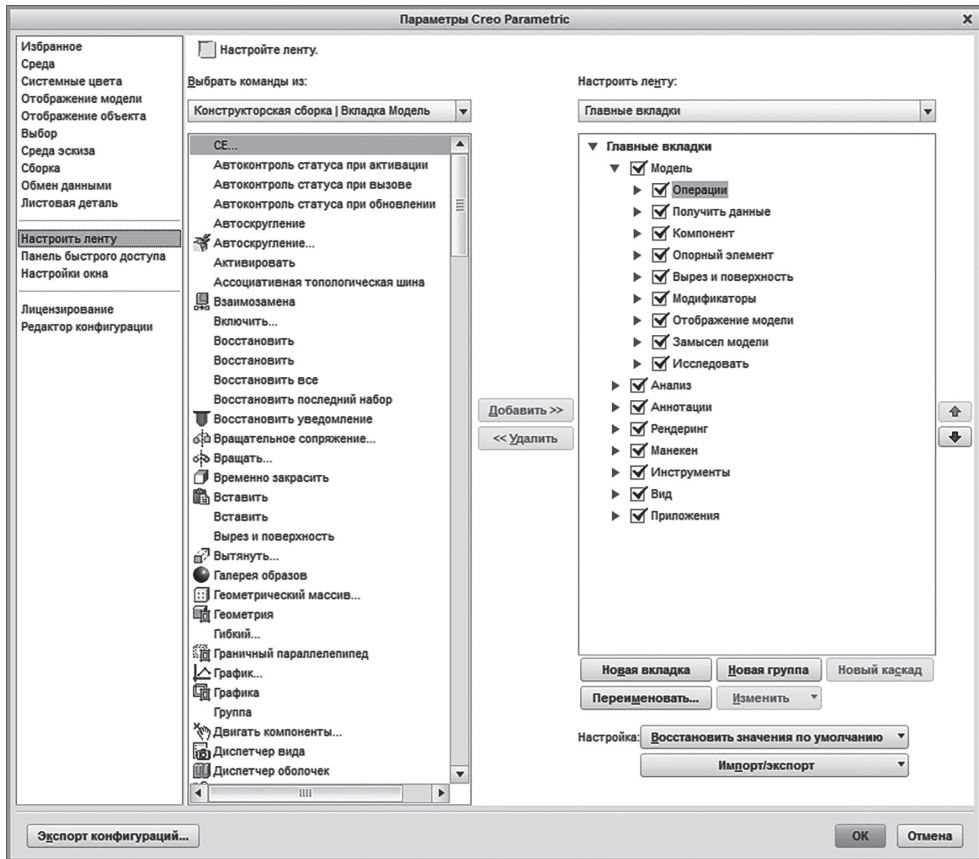 Параметры Creo Parametric
X
Избранное
Среда
Системные цвета
Отображение модели
Отображение объекта
Выбор
Среда эскиза
Сборка
Обмен данными
Листовая деталь
Настроить ленту
Панель быстрого доступа
Настройки окна
Лицензирование
Редактор конфигурации
Настройте ленту.
Выбрать команды из:
Конструкторская сборка | Вкладка Модель
CE...
Автоконтроль статуса при активации
Автоконтроль статуса при вызове
Автоконтроль статуса при обновлении
Автоскругление
Автоскругление...
Активировать
Ассоциативная топологическая шина
Взаимозамена
Включить...
Восстановить
Восстановить
Восстановить все
Восстановить последний набор
Восстановить уведомление
Вращательное сопряжение...
Вращать...
Временно закрасить
Вставить
Вставить
Вырез и поверхность
Вытянуть...
Галерея образов
Геометрический массив...
Геометрия
Гибкий...
Граничный параллелепипед
График...
Графика
Группа
Двигать компоненты...
Диспетчер вида
Диспетчер оболочек
Добавить >>
<< Удалить
Настроить ленту:
Главные вкладки
Главные вкладки
Модель
Операции
Получить данные
Компонент
Опорный элемент
Вырез и поверхность
Модификаторы
Отображение модели
Замысел модели
Исследовать
Анализ
Аннотации
Рендеринг
Манекен
Инструменты
Вид
Приложения
Новая вкладка Новая группа Новый каскад
Переименовать... Изменить
Настройка: Восстановить значения по умолчанию
Импорт/экспорт
Экспорт конфигураций... OK Отмена